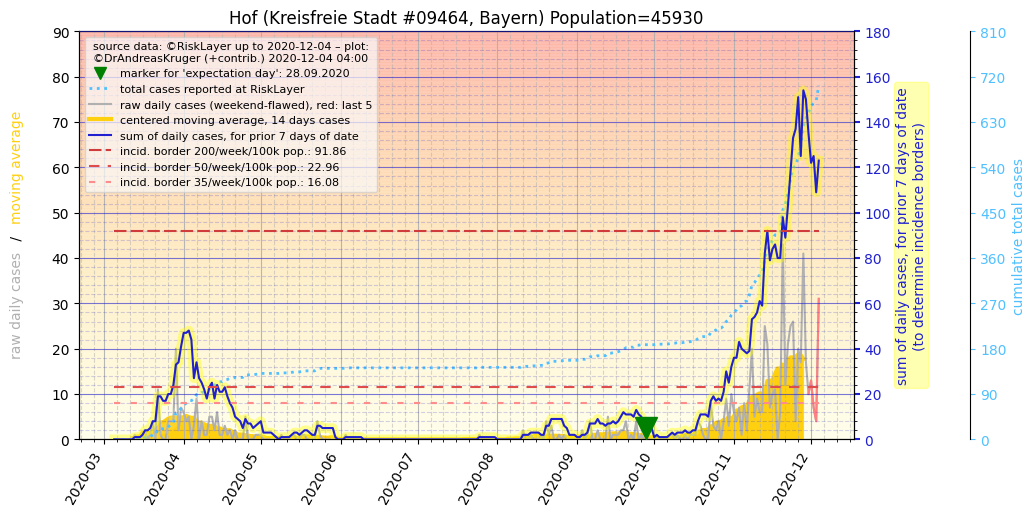 Hof (Kreisfreie Stadt #09464, Bayern) Population=45930
source data: ©RiskLayer up to 2020-12-04 – plot:
©DrAndreasKruger (+contrib.) 2020-12-04 04:00
marker for 'expectation day': 28.09.2020
total cases reported at RiskLayer
raw daily cases (weekend-flawed), red: last 5
centered moving average, 14 days cases
sum of daily cases, for prior 7 days of date
incid. border 200/week/100k pop.: 91.86
incid. border 50/week/100k pop.: 22.96
incid. border 35/week/100k pop.: 16.08
raw daily cases / moving average
90
80
70
60
50
40
30
20
10
0
2020-03
2020-04
2020-05
2020-06
2020-07
2020-08
2020-09
2020-10
2020-11
2020-12
180
160
140
120
100
80
60
40
20
0
sum of daily cases, for prior 7 days of date
(to determine incidence borders)
810
720
630
540
450
360
270
180
90
0
cumulative total cases